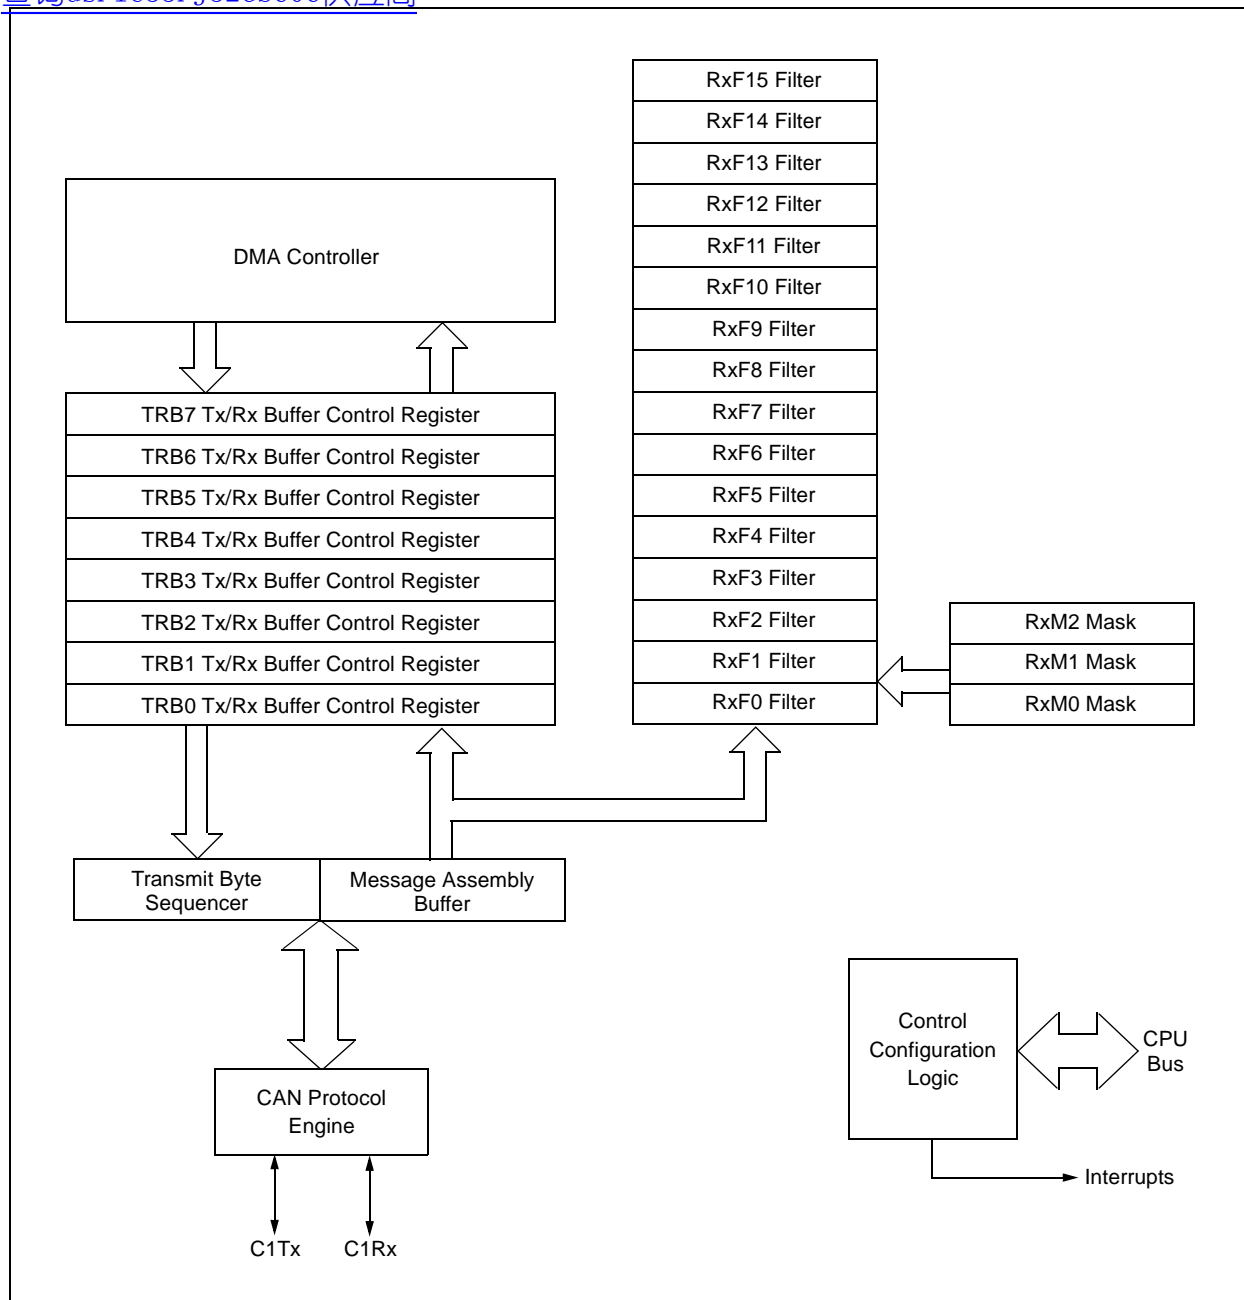 RxF15 Filter
RxF14 Filter
RxF13 Filter
RxF12 Filter
RxF11 Filter
RxF10 Filter
RxF9 Filter
RxF8 Filter
RxF7 Filter
RxF6 Filter
RxF5 Filter
RxF4 Filter
RxF3 Filter
RxF2 Filter
RxF1 Filter
RxF0 Filter
DMA Controller
TRB7 Tx/Rx Buffer Control Register
TRB6 Tx/Rx Buffer Control Register
TRB5 Tx/Rx Buffer Control Register
TRB4 Tx/Rx Buffer Control Register
TRB3 Tx/Rx Buffer Control Register
TRB2 Tx/Rx Buffer Control Register
TRB1 Tx/Rx Buffer Control Register
TRB0 Tx/Rx Buffer Control Register
RxM2 Mask
RxM1 Mask
RxM0 Mask
Transmit Byte
Sequencer
Message Assembly
Buffer
CAN Protocol
Engine
C1Tx
C1Rx
Control
Configuration
Logic
CPU
Bus
Interrupts